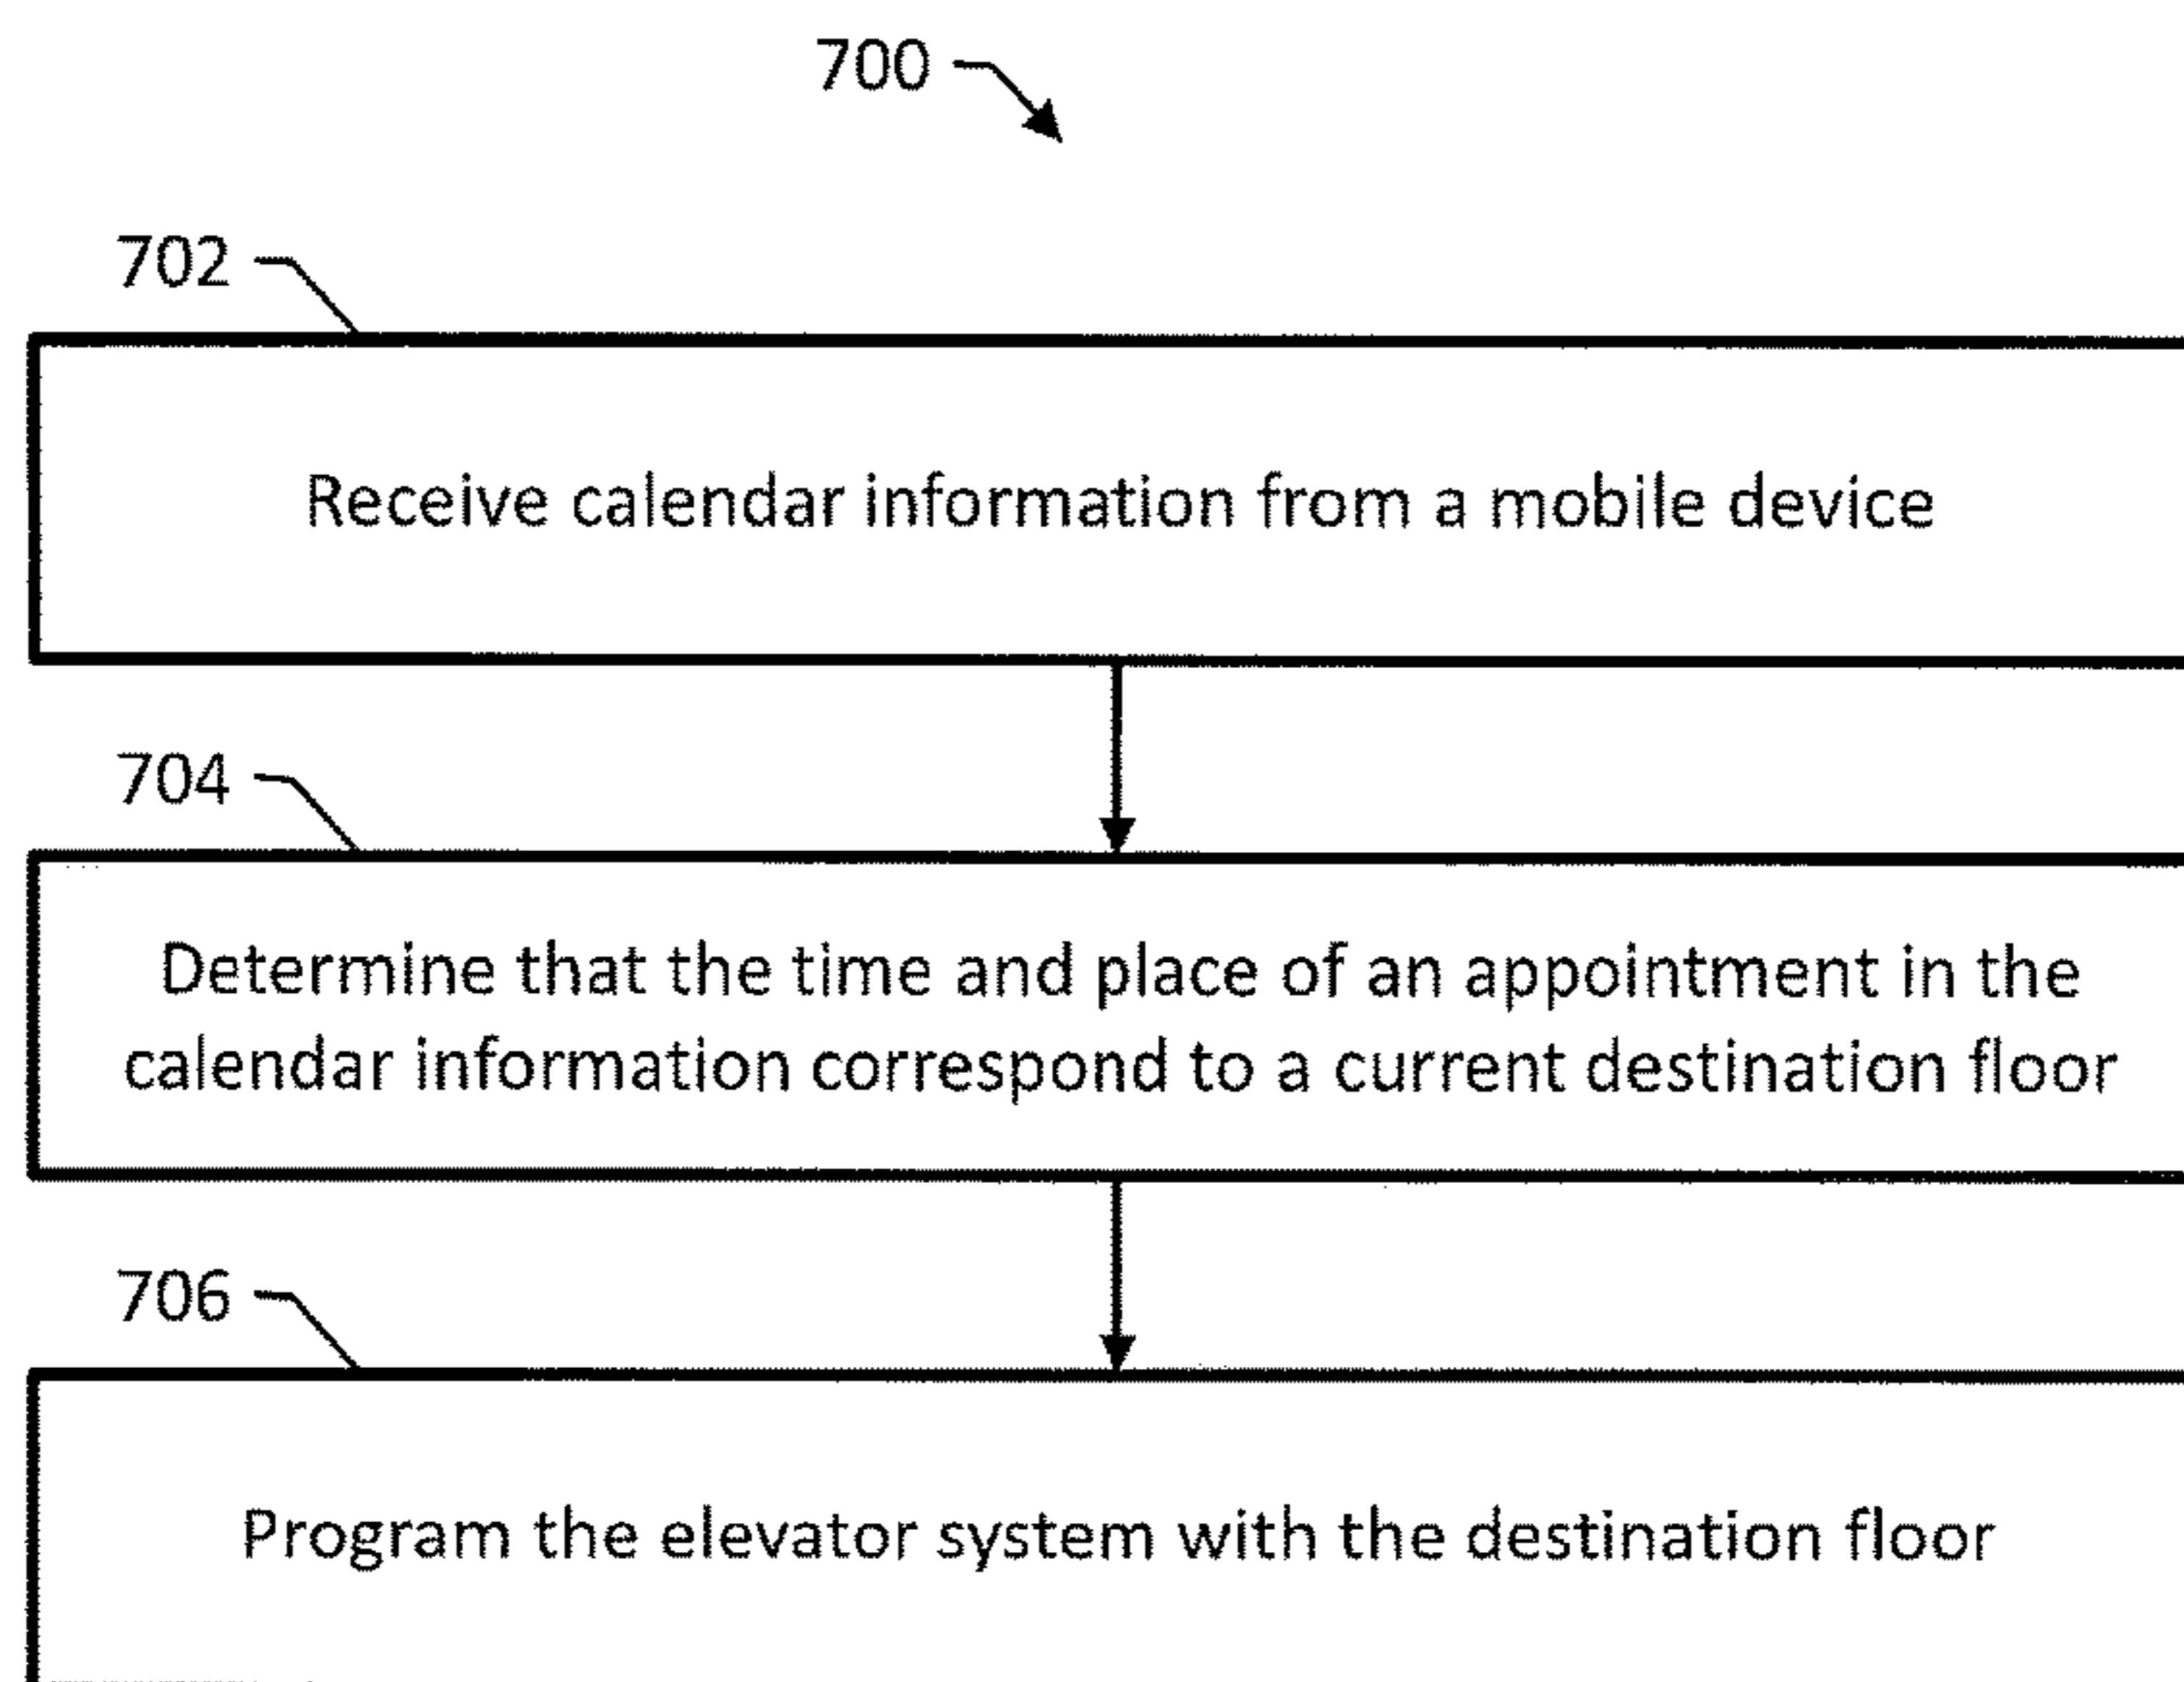 700
702
Receive calendar information from a mobile device
704
Determine that the time and place of an appointment in the
calendar information correspond to a current destination floor
706
Program the elevator system with the destination floor